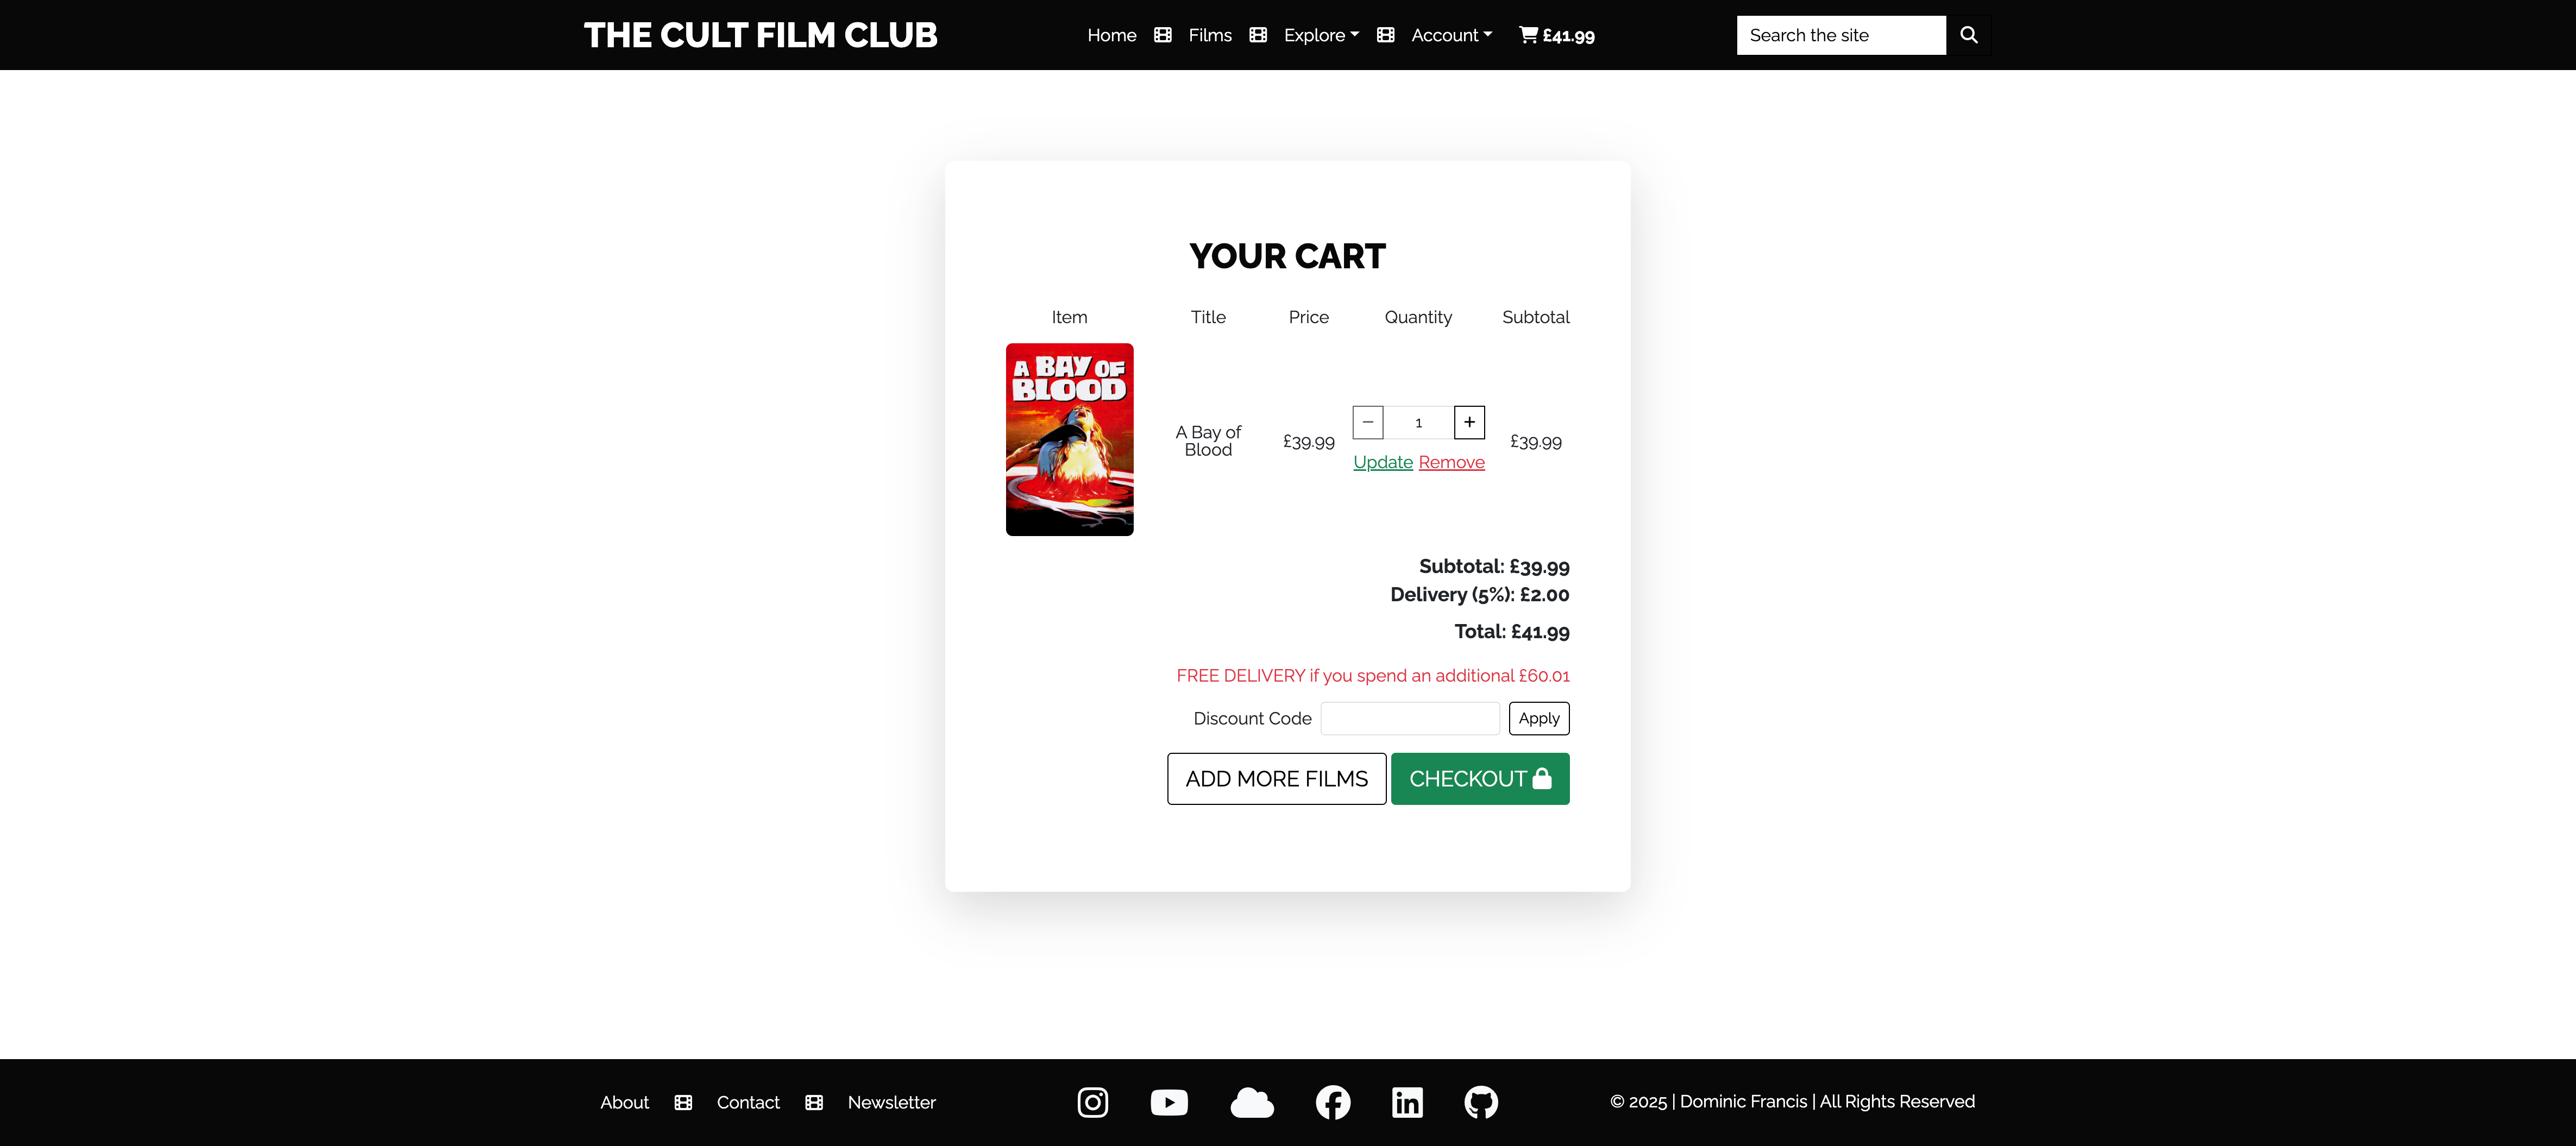 THE CULT FILM CLUB
Home Films Explore Account £41.99
Search the site
YOUR CART
Item Title Price Quantity Subtotal
A BAY OF
BLOOD
A Bay of
Blood
£39.99
1
Update Remove
£39.99
Subtotal: £39.99
Delivery (5%): £2.00
Total: £41.99
FREE DELIVERY if you spend an additional £60.01
Discount Code Apply
ADD MORE FILMS CHECKOUT
About Contact Newsletter
© 2025 | Dominic Francis | All Rights Reserved